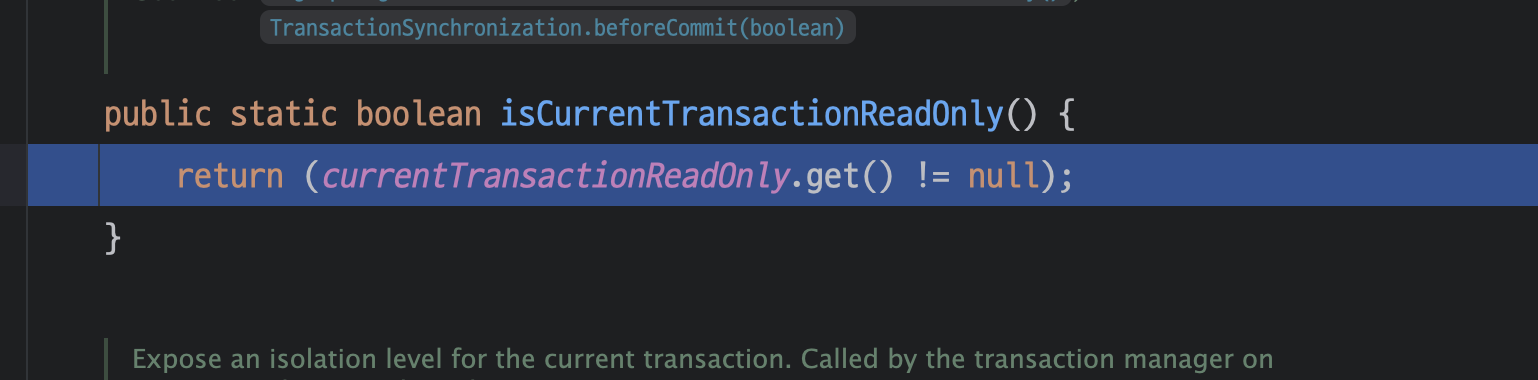 TransactionSynchronization.beforeCommit(boolean)
public static boolean isCurrentTransactionReadOnly() {
return (currentTransactionReadOnly.get() != null);
}
Expose an isolation level for the current transaction. Called by the transaction manager on